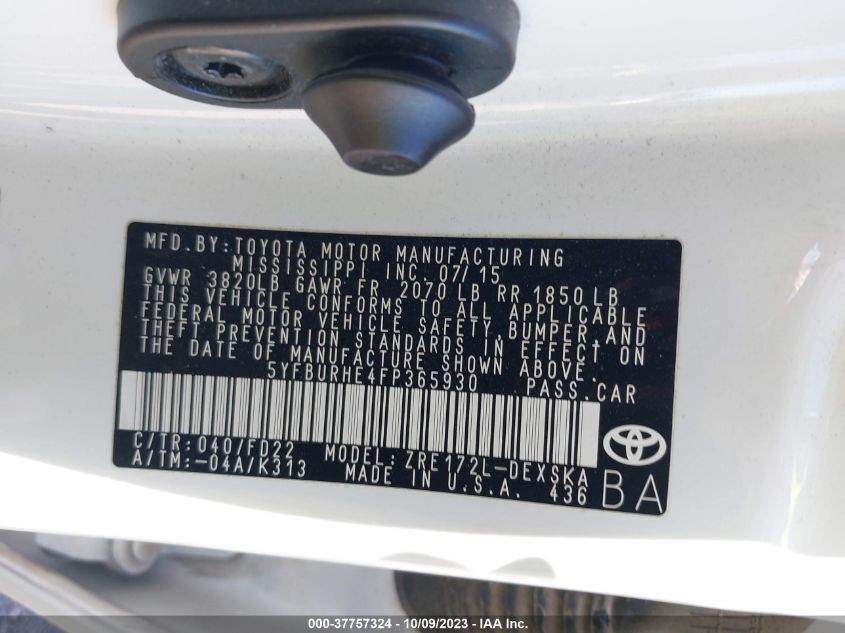 MFD.BY:TOYOTA MOTOR MANUFACTURING
MISSISSIPPI INC.07/15
GVWR 3820LB GAWR FR 2070 LB RR 1850 LB
THIS VEHICLE CONFORMS TO ALL APPLICABLE
FEDERAL MOTOR VEHICLE SAFETY,BUMPER,AND
THEFT PREVENTION STANDARDS IN EFFECT ON
THE DATE OF MANUFACTURE SHOWN ABOVE.
5YFBURHE4FP365930 PASS.CAR
C/TR:040/FD22 MODEL:ZRE172L-DEXSKA
A/TM:-04A/K313 MADE IN U.S.A. 436
BA
000-37757324 - 10/09/2023 - IAA Inc.